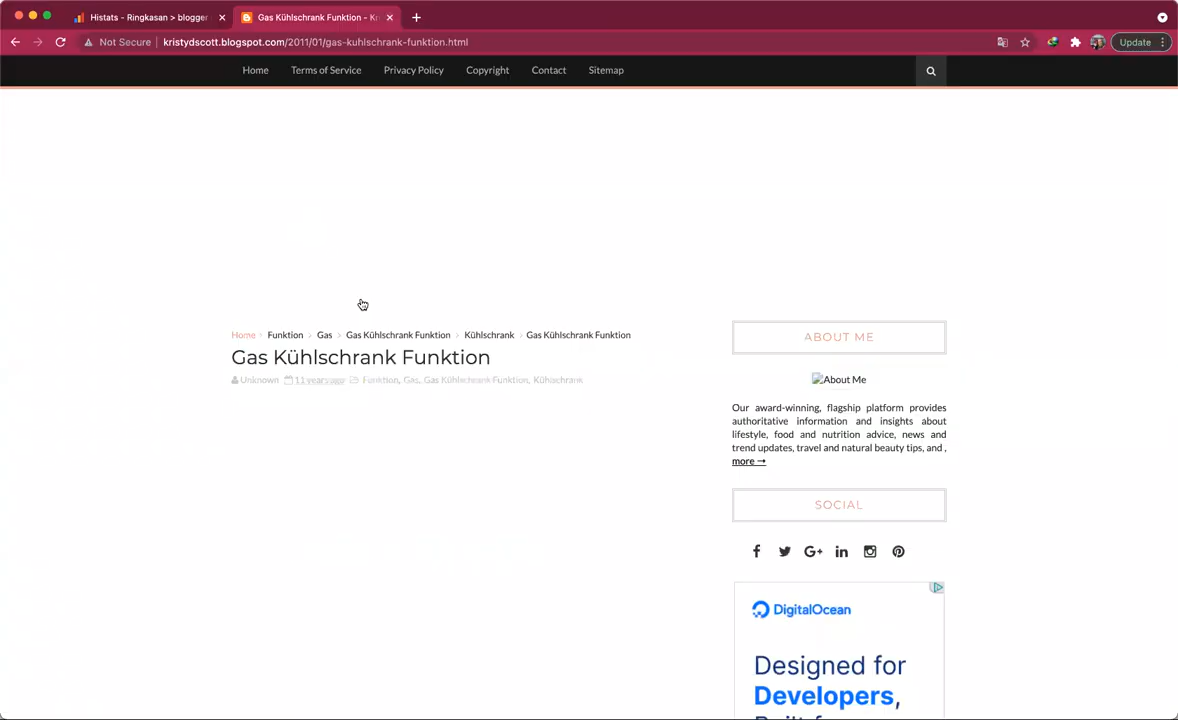 Histats - Ringkasan > blogger
Gas Kühlschrank Funktion - Kr
Not Secure
kristydscott.blogspot.com/2011/01/gas-kuhlschrank-funktion.html
Update
Home
Terms of Service
Privacy Policy
Copyright
Contact
Sitemap
Home > Funktion > Gas > Gas Kühlschrank Funktion > Kühlschrank > Gas Kühlschrank Funktion
Gas Kühlschrank Funktion
Unknown 11 years ago Funktion, Gas, Gas Kühlschrank Funktion, Kühlschrank
ABOUT ME
About Me
Our award-winning, flagship platform provides
authoritative information and insights about
lifestyle, food and nutrition advice, news and
trend updates, travel and natural beauty tips, and ,
more →
SOCIAL
DigitalOcean
Designed for
Developers,
Built for